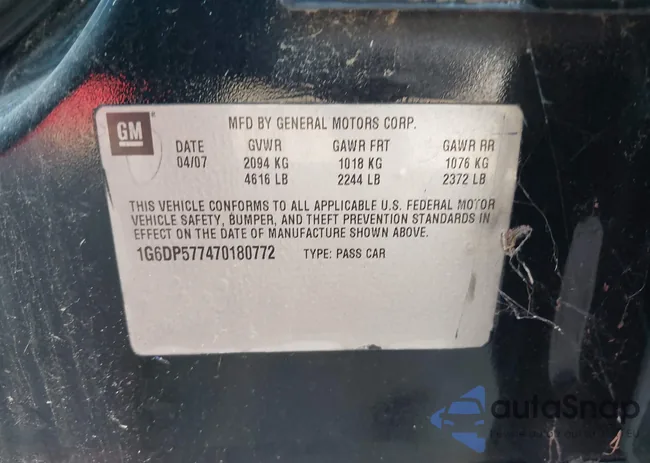 MFD BY GENERAL MOTORS CORP.
GM
DATE GVWR GAWR FRT GAWR RR
04/07 2094 KG 1018 KG 1076 KG
4616 LB 2244 LB 2372 LB
THIS VEHICLE CONFORMS TO ALL APPLICABLE U.S. FEDERAL MOTOR
VEHICLE SAFETY, BUMPER, AND THEFT PREVENTION STANDARDS IN
EFFECT ON THE DATE OF MANUFACTURE SHOWN ABOVE.
1G6DP577470180772 TYPE: PASS CAR
autoSnap